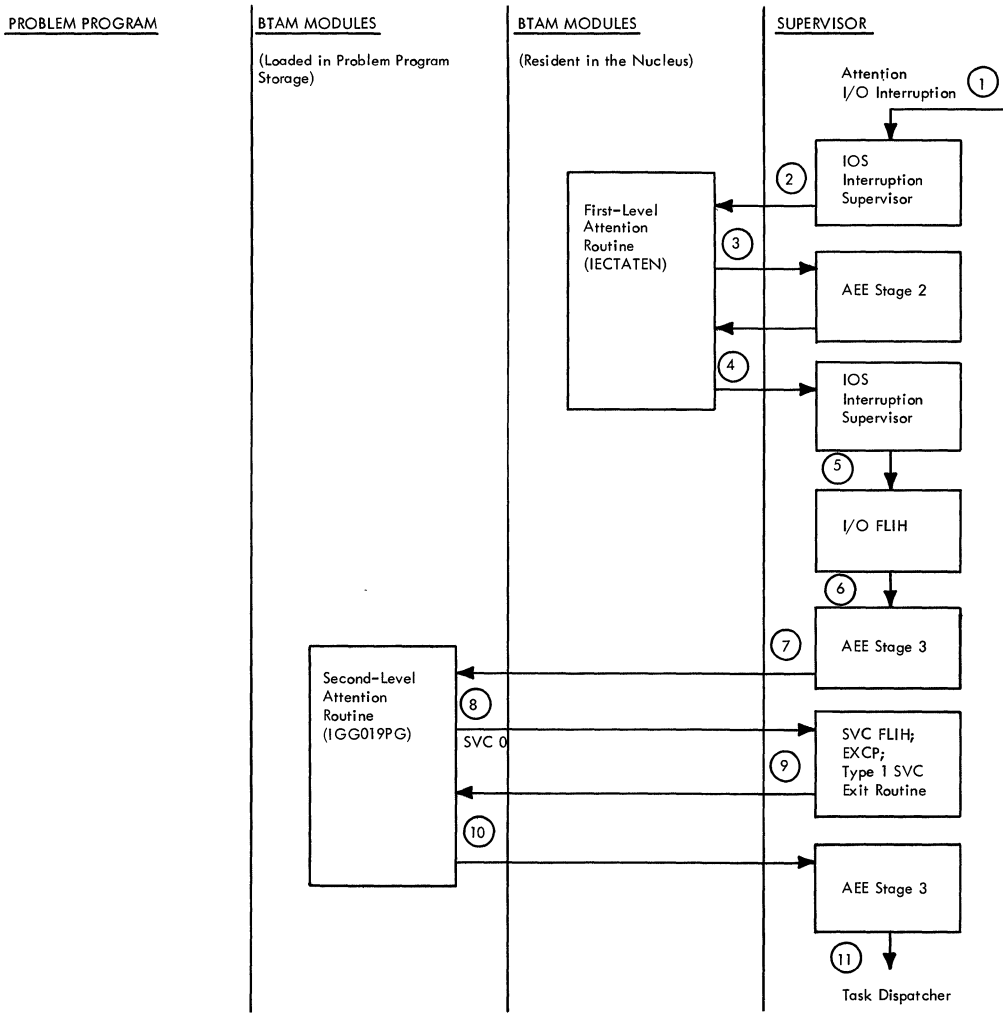 PROBLEM PROGRAM
BTAM MODULES
(Loaded in Problem Program
Storage)
BTAM MODULES
(Resident in the Nucleus)
SUPERVISOR
Attention
I/O Interruption
1
IOS
Interruption
Supervisor
2
First-Level
Attention
Routine
(IECTATEN)
3
AEE Stage 2
4
IOS
Interruption
Supervisor
5
I/O FLIH
6
AEE Stage 3
7
Second-Level
Attention
Routine
(IGG019PG)
8
SVC 0
SVC FLIH;
EXCP;
Type 1 SVC
Exit Routine
9
10
AEE Stage 3
11
Task Dispatcher